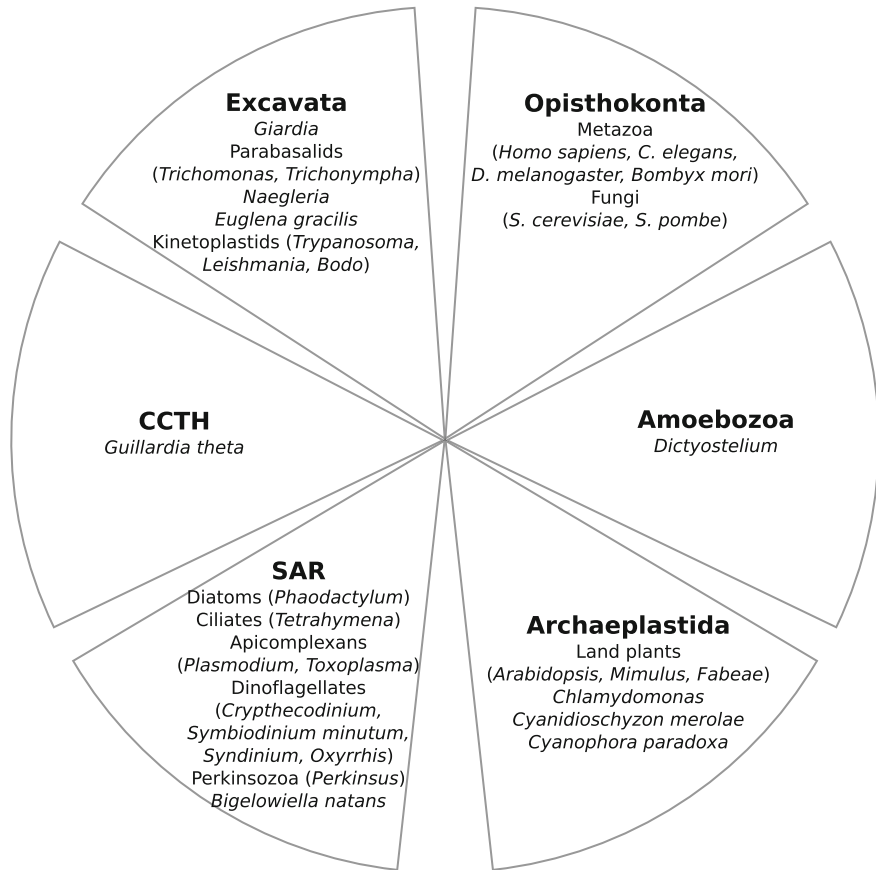 Excavata
Giardia
Parabasalids
(Trichomonas, Trichonympha)
Naegleria
Euglena gracilis
Kinetoplastids (Trypanosoma,
Leishmania, Bodo)
Opisthokonta
Metazoa
(Homo sapiens, C. elegans,
D. melanogaster, Bombyx mori)
Fungi
(S. cerevisiae, S. pombe)
CCTH
Guillardia theta
Amoebozoa
Dictyostelium
SAR
Diatoms (Phaodactylum)
Ciliates (Tetrahymena)
Apicomplexans
(Plasmodium, Toxoplasma)
Dinoflagellates
(Crypthecodinium,
Symbiodinium minutum,
Syndinium, Oxyrrhis)
Perkinsozoa (Perkinsus)
Bigelowiella natans
Archaeplastida
Land plants
(Arabidopsis, Mimulus, Fabeae)
Chlamydomonas
Cyanidioschyzon merolae
Cyanophora paradoxa